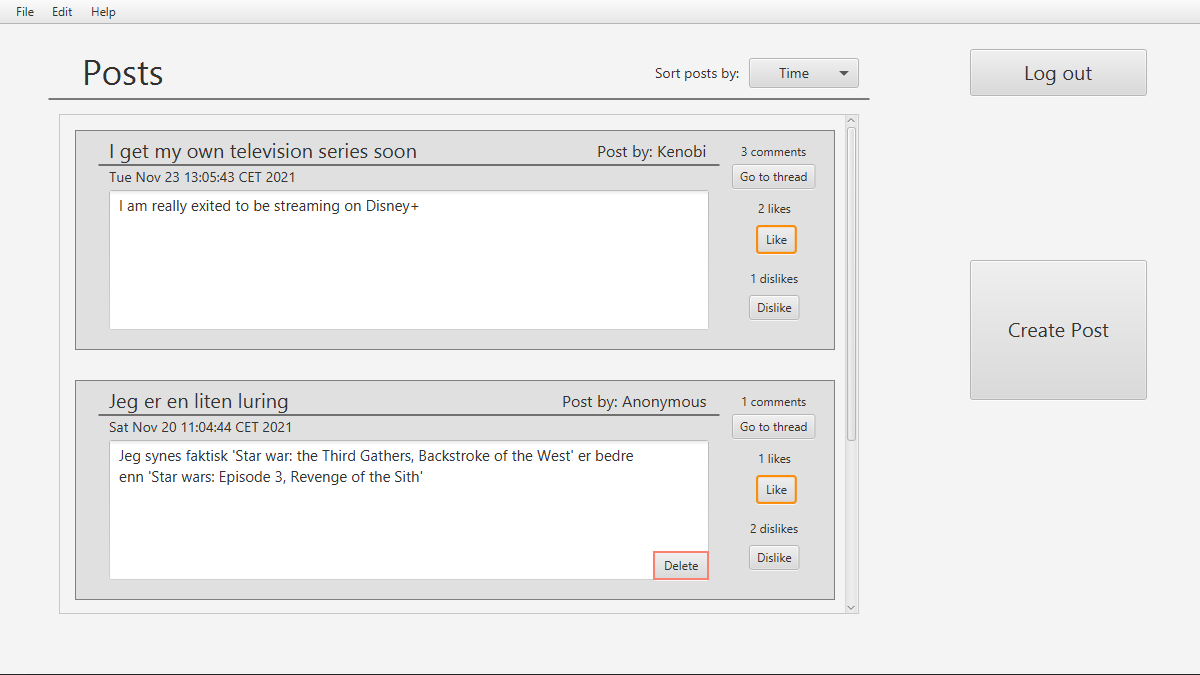 File Edit Help
Posts
Sort posts by: Time
Log out
I get my own television series soon
Post by: Kenobi
Tue Nov 23 13:05:43 CET 2021
I am really exited to be streaming on Disney+
3 comments
Go to thread
2 likes
Like
1 dislikes
Dislike
Create Post
Jeg er en liten luring
Post by: Anonymous
Sat Nov 20 11:04:44 CET 2021
Jeg synes faktisk 'Star war: the Third Gathers, Backstroke of the West' er bedre
enn 'Star wars: Episode 3, Revenge of the Sith'
Delete
1 comments
Go to thread
1 likes
Like
2 dislikes
Dislike